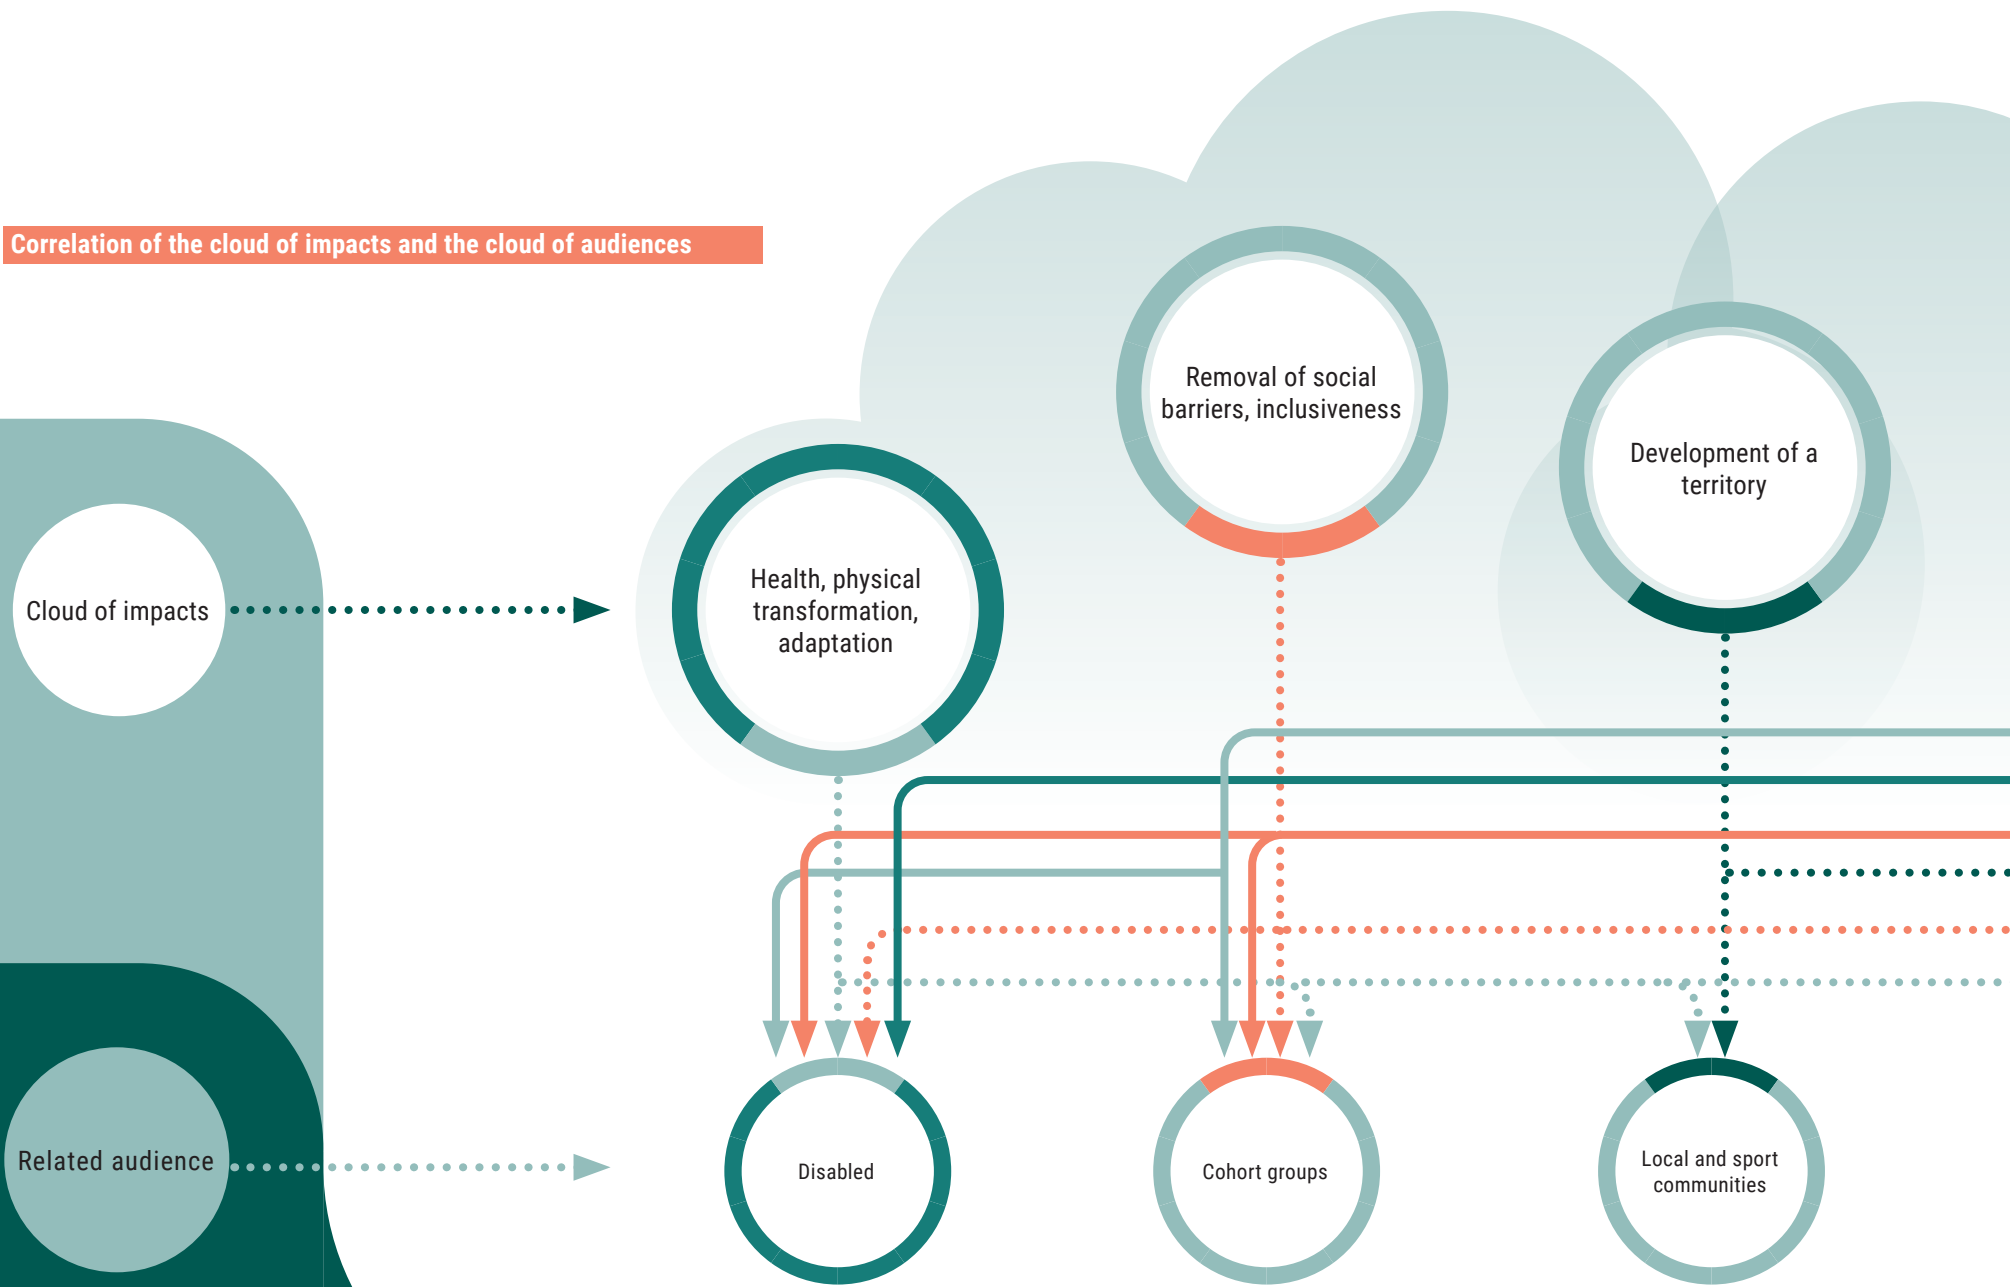 Correlation of the cloud of impacts and the cloud of audiences
Removal of social
barriers, inclusiveness
Development of a
territory
Health, physical
transformation,
adaptation
Cloud of impacts
Related audience
Disabled
Cohort groups
Local and sport
communities